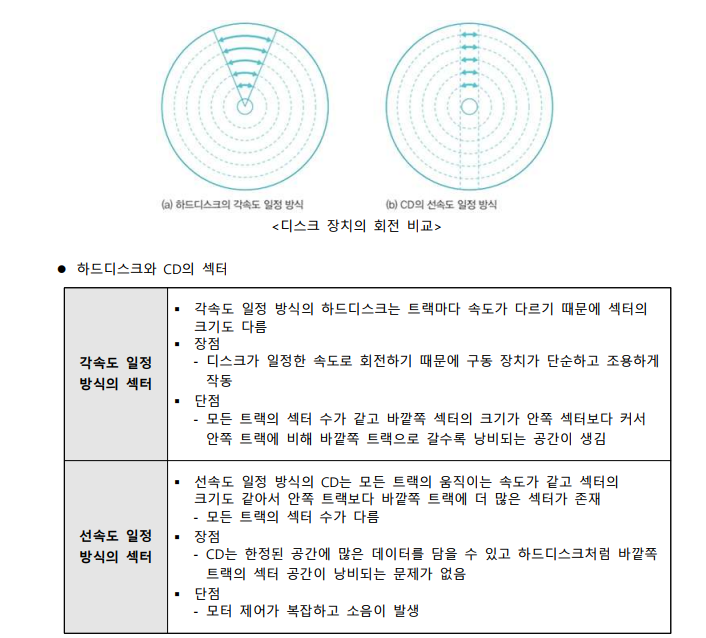 (a) 하드디스크의 각속도 일정 방식
(b) CD의 선속도 일정 방식
<디스크 장치의 회전 비교>
● 하드디스크와 CD의 섹터
각속도 일정
방식의 섹터
▪ 각속도 일정 방식의 하드디스크는 트랙마다 속도가 다르기 때문에 섹터의
크기도 다름
▪ 장점
- 디스크가 일정한 속도로 회전하기 때문에 구동 장치가 단순하고 조용하게
작동
▪ 단점
- 모든 트랙의 섹터 수가 같고 바깥쪽 섹터의 크기가 안쪽 섹터보다 커서
안쪽 트랙에 비해 바깥쪽 트랙으로 갈수록 낭비되는 공간이 생김
선속도 일정
방식의 섹터
▪ 선속도 일정 방식의 CD는 모든 트랙의 움직이는 속도가 같고 섹터의
크기도 같아서 안쪽 트랙보다 바깥쪽 트랙에 더 많은 섹터가 존재
- 모든 트랙의 섹터 수가 다름
▪ 장점
- CD는 한정된 공간에 많은 데이터를 담을 수 있고 하드디스크처럼 바깥쪽
트랙의 섹터 공간이 낭비되는 문제가 없음
▪ 단점
- 모터 제어가 복잡하고 소음이 발생